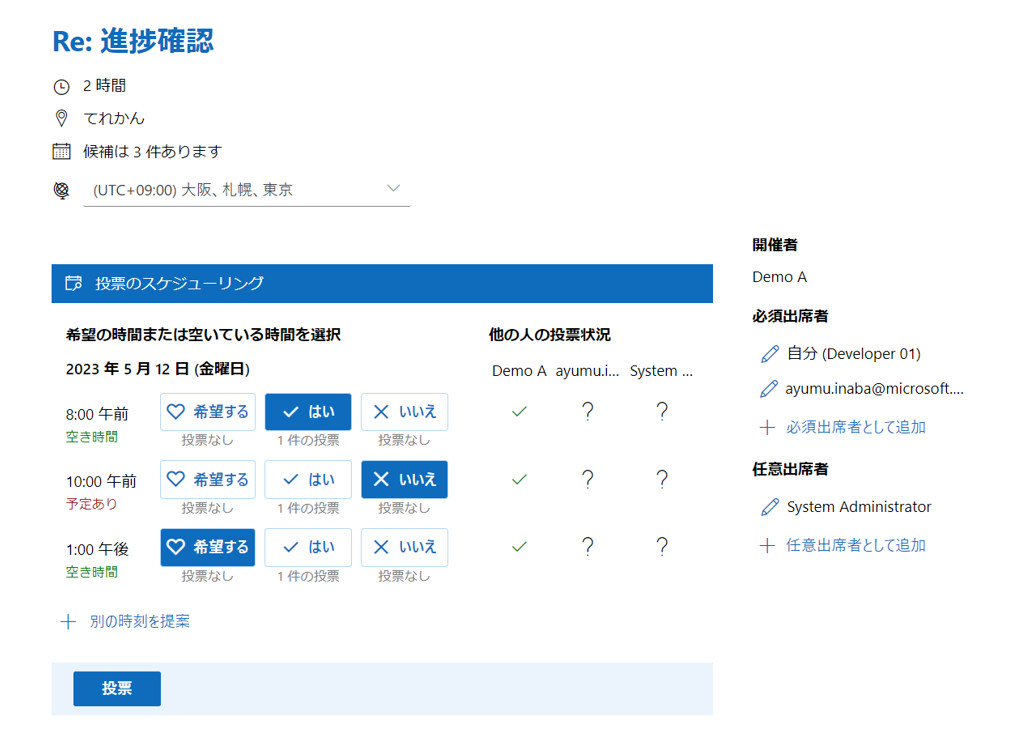 Re: 進捗確認
2 時間
てれかん
候補は 3 件あります
(UTC+09:00) 大阪、札幌、東京
投票のスケジューリング
希望の時間または空いている時間を選択
他の人の投票状況
2023 年 5 月 12 日 (金曜日)
Demo A ayumu.i... System ...
8:00 午前 希望する はい いいえ
空き時間 投票なし 1 件の投票 投票なし
10:00 午前 希望する はい いいえ
予定あり 投票なし 1 件の投票 投票なし
1:00 午後 希望する はい いいえ
空き時間 投票なし 1 件の投票 投票なし
別の時刻を提案
投票
開催者
Demo A
必須出席者
自分 (Developer 01)
ayumu.inaba@microsoft....
必須出席者として追加
任意出席者
System Administrator
任意出席者として追加